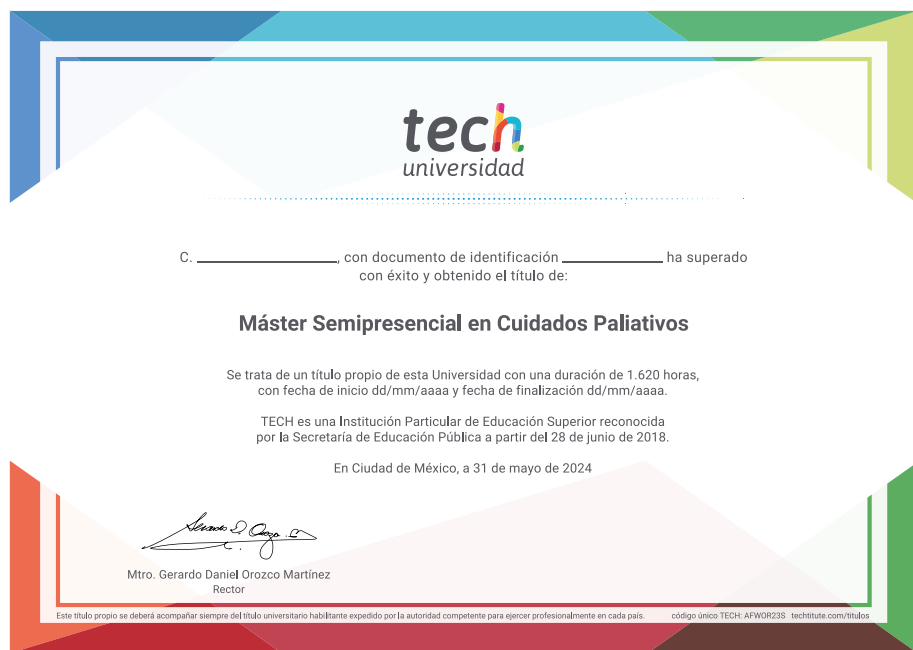 tech
universidad
C. ____________, con documento de identificación ____________ ha superado
con éxito y obtenido el título de:
Máster Semipresencial en Cuidados Paliativos
Se trata de un título propio de esta Universidad con una duración de 1.620 horas,
con fecha de inicio dd/mm/aaaa y fecha de finalización dd/mm/aaaa.
TECH es una Institución Particular de Educación Superior reconocida
por la Secretaría de Educación Pública a partir del 28 de junio de 2018.
En Ciudad de México, a 31 de mayo de 2024
Mtro. Gerardo Daniel Orozco Martínez
Rector
Este título propio se deberá acompañar siempre del título universitario habilitante expedido por la autoridad competente para ejercer profesionalmente en cada país. código único TECH: AFWOR23S techtitute.com/titulos